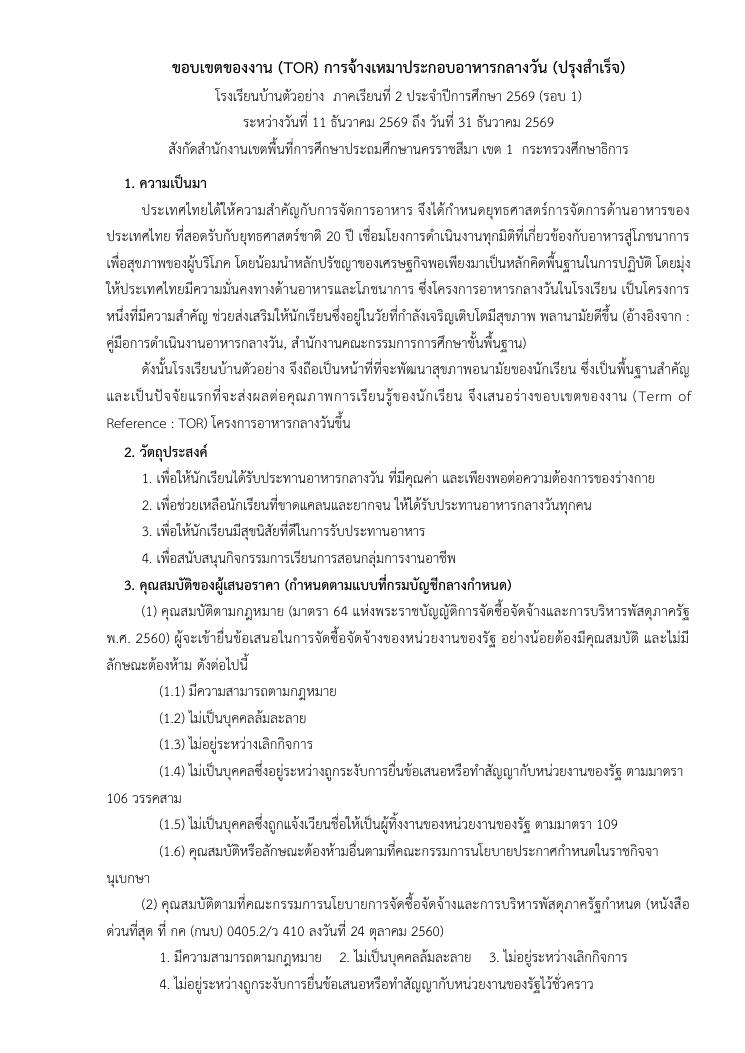 ขอบเขตของงาน (TOR) การจ้างเหมาประกอบอาหารกลางวัน (ปรุงสำเร็จ)
โรงเรียนบ้านตัวอย่าง ภาคเรียนที่ 2 ประจำปีการศึกษา 2569 (รอบ 1)
ระหว่างวันที่ 11 ธันวาคม 2569 ถึง วันที่ 31 ธันวาคม 2569
สังกัดสำนักงานเขตพื้นที่การศึกษาประถมศึกษานครราชสีมา เขต 1 กระทรวงศึกษาธิการ
1. ความเป็นมา
ประเทศไทยได้ให้ความสำคัญกับการจัดการอาหาร จึงได้กำหนดยุทธศาสตร์การจัดการด้านอาหารของ
ประเทศไทย ที่สอดรับกับยุทธศาสตร์ชาติ 20 ปี เชื่อมโยงการดำเนินงานทุกมิติที่เกี่ยวข้องกับอาหารสู่โภชนาการ
เพื่อสุขภาพของผู้บริโภค โดยน้อมนำหลักปรัชญาของเศรษฐกิจพอเพียงมาเป็นหลักคิดพื้นฐานในการปฏิบัติ โดยมุ่ง
ให้ประเทศไทยมีความมั่นคงทางด้านอาหารและโภชนาการ ซึ่งโครงการอาหารกลางวันในโรงเรียน เป็นโครงการ
หนึ่งที่มีความสำคัญ ช่วยส่งเสริมให้นักเรียนซึ่งอยู่ในวัยที่กำลังเจริญเติบโตมีสุขภาพ พลานามัยดีขึ้น (อ้างอิงจาก :
คู่มือการดำเนินงานอาหารกลางวัน, สำนักงานคณะกรรมการการศึกษาขั้นพื้นฐาน)
ดังนั้นโรงเรียนบ้านตัวอย่าง จึงถือเป็นหน้าที่ที่จะพัฒนาสุขภาพอนามัยของนักเรียน ซึ่งเป็นพื้นฐานสำคัญ
และเป็นปัจจัยแรกที่จะส่งผลต่อคุณภาพการเรียนรู้ของนักเรียน จึงเสนอร่างขอบเขตของงาน (Term of
Reference : TOR) โครงการอาหารกลางวันขึ้น
2. วัตถุประสงค์
1. เพื่อให้นักเรียนได้รับประทานอาหารกลางวัน ที่มีคุณค่า และเพียงพอต่อความต้องการของร่างกาย
2. เพื่อช่วยเหลือนักเรียนที่ขาดแคลนและยากจน ให้ได้รับประทานอาหารกลางวันทุกคน
3. เพื่อให้นักเรียนมีสุขนิสัยที่ดีในการรับประทานอาหาร
4. เพื่อสนับสนุนกิจกรรมการเรียนการสอนกลุ่มการงานอาชีพ
3. คุณสมบัติของผู้เสนอราคา (กำหนดตามแบบที่กรมบัญชีกลางกำหนด)
(1) คุณสมบัติตามกฎหมาย (มาตรา 64 แห่งพระราชบัญญัติการจัดซื้อจัดจ้างและการบริหารพัสดุภาครัฐ
พ.ศ. 2560) ผู้จะเข้ายื่นข้อเสนอในการจัดซื้อจัดจ้างของหน่วยงานของรัฐ อย่างน้อยต้องมีคุณสมบัติ และไม่มี
ลักษณะต้องห้าม ดังต่อไปนี้
(1.1) มีความสามารถตามกฎหมาย
(1.2) ไม่เป็นบุคคลล้มละลาย
(1.3) ไม่อยู่ระหว่างเลิกกิจการ
(1.4) ไม่เป็นบุคคลซึ่งอยู่ระหว่างถูกระงับการยื่นข้อเสนอหรือทำสัญญากับหน่วยงานของรัฐ ตามมาตรา
106 วรรคสาม
(1.5) ไม่เป็นบุคคลซึ่งถูกแจ้งเวียนชื่อให้เป็นผู้ทิ้งงานของหน่วยงานของรัฐ ตามมาตรา 109
(1.6) คุณสมบัติหรือลักษณะต้องห้ามอื่นตามที่คณะกรรมการนโยบายประกาศกำหนดในราชกิจจา
นุเบกษา
(2) คุณสมบัติตามที่คณะกรรมการนโยบายการจัดซื้อจัดจ้างและการบริหารพัสดุภาครัฐกำหนด (หนังสือ
ด่วนที่สุด ที่ กค (กนบ) 0405.2/ว 410 ลงวันที่ 24 ตุลาคม 2560)
1. มีความสามารถตามกฎหมาย 2. ไม่เป็นบุคคลล้มละลาย 3. ไม่อยู่ระหว่างเลิกกิจการ
4. ไม่อยู่ระหว่างถูกระงับการยื่นข้อเสนอหรือทำสัญญากับหน่วยงานของรัฐไว้ชั่วคราว